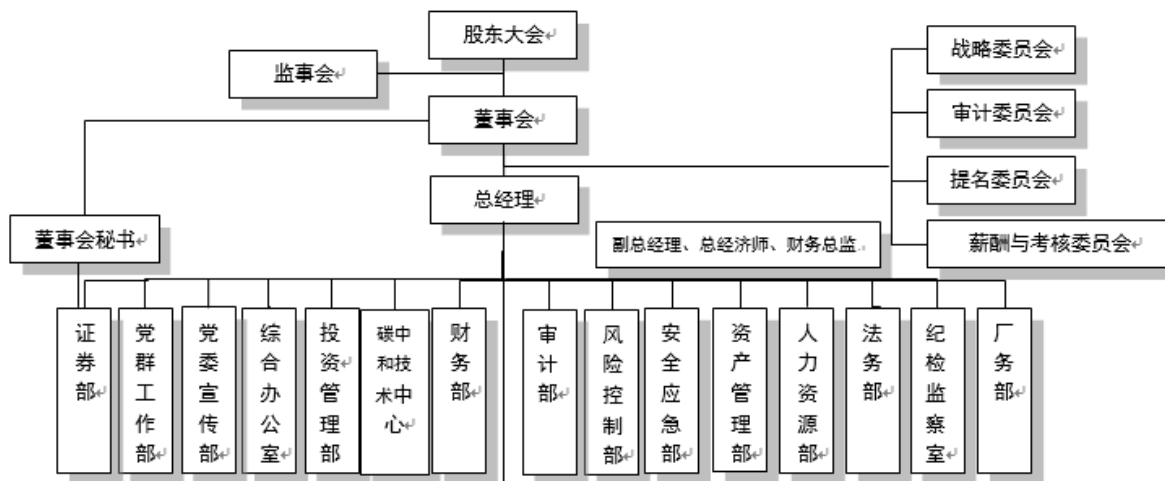 股东大会
战略委员会
监事会
董事会
审计委员会
总经理
提名委员会
董事会秘书
副总经理、总经济师、财务总监
薪酬与考核委员会
证券部
党群工作部
党委宣传部
综合办公室
投资管理部
碳中和技术中心
财务部
审计部
风险控制部
安全应急部
资产管理部
人力资源部
法务部
纪检监察室
厂务部